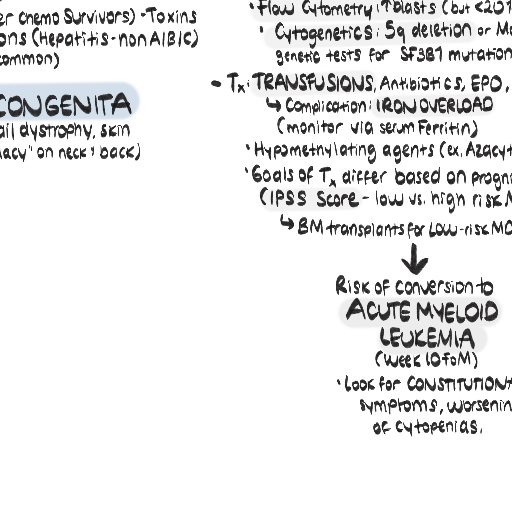 er chemo Survivors) - Toxins
ons (Hepatitis - non A/B/C)
common)
CONGENITA
ail dystrophy, skin
"lacy" on neck & back)
• Flow Cytometry: ↑ Blasts (but <20%
• Cytogenetics: 5q deletion or Mo
genetic tests for SF3B1 mutation
• Tx: TRANSFUSIONS, Antibiotics, EPO,
↳ Complication: IRON OVERLOAD
(monitor via serum Ferritin)
• Hypomethylating agents (ex. Azacyt
• Goals of Tx differ based on progn
(IPSS Score - low vs. high risk M
↳ BM transplants for LOW-risk MD
↓
Risk of conversion to
ACUTE MYELOID
LEUKEMIA
(Week 10 FoM)
• Look for CONSTITUTION
symptoms, worsenin
of cytopenias.